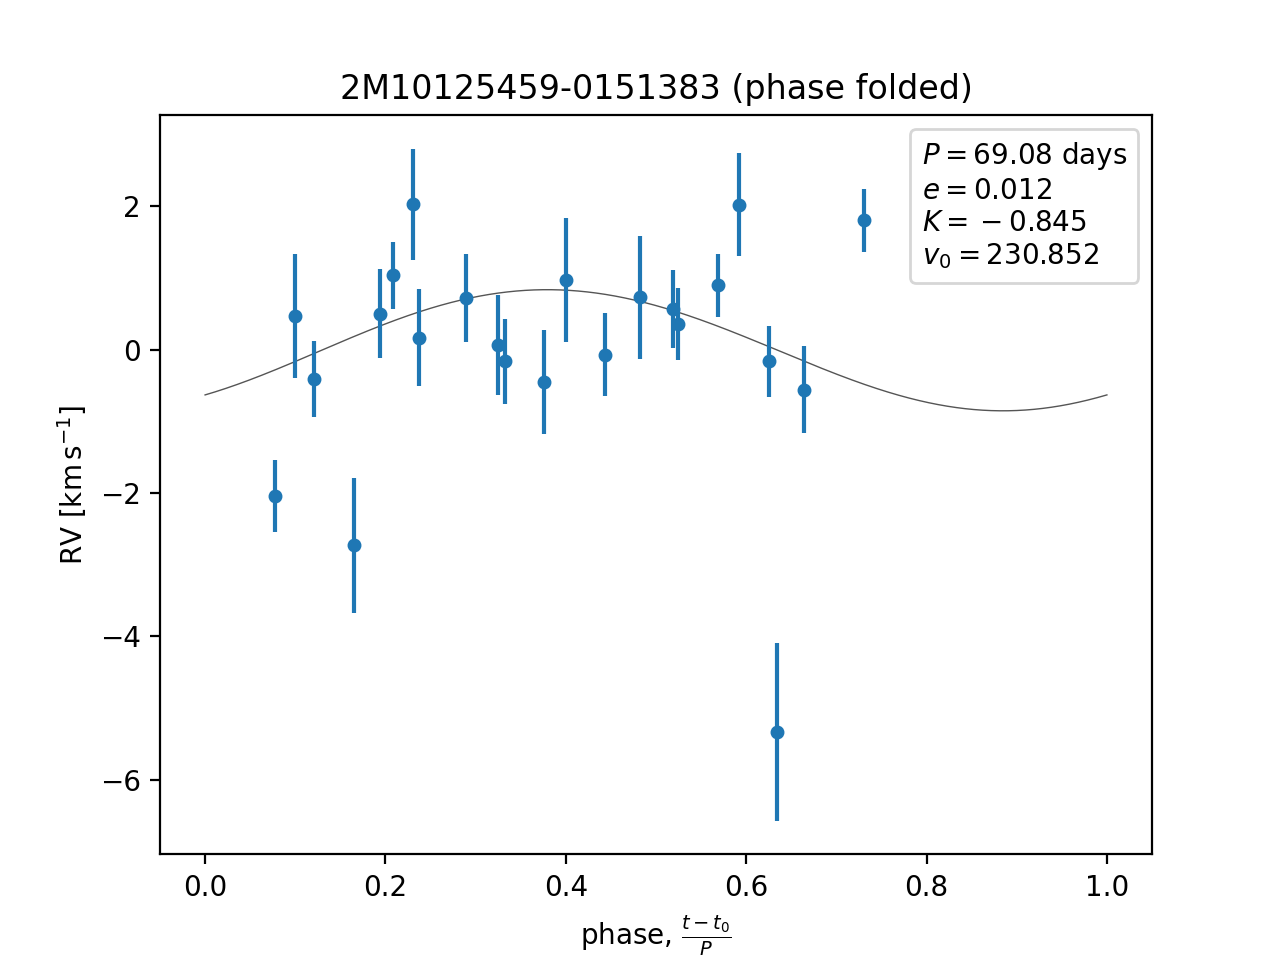 2M10125459-0151383 (phase folded)
P = 69.08 days
e = 0.012
K = −0.845
v₀ = 230.852
2
0
−2
−4
−6
RV [km s⁻¹]
0.0 0.2 0.4 0.6 0.8 1.0
phase, (t − t₀)/P